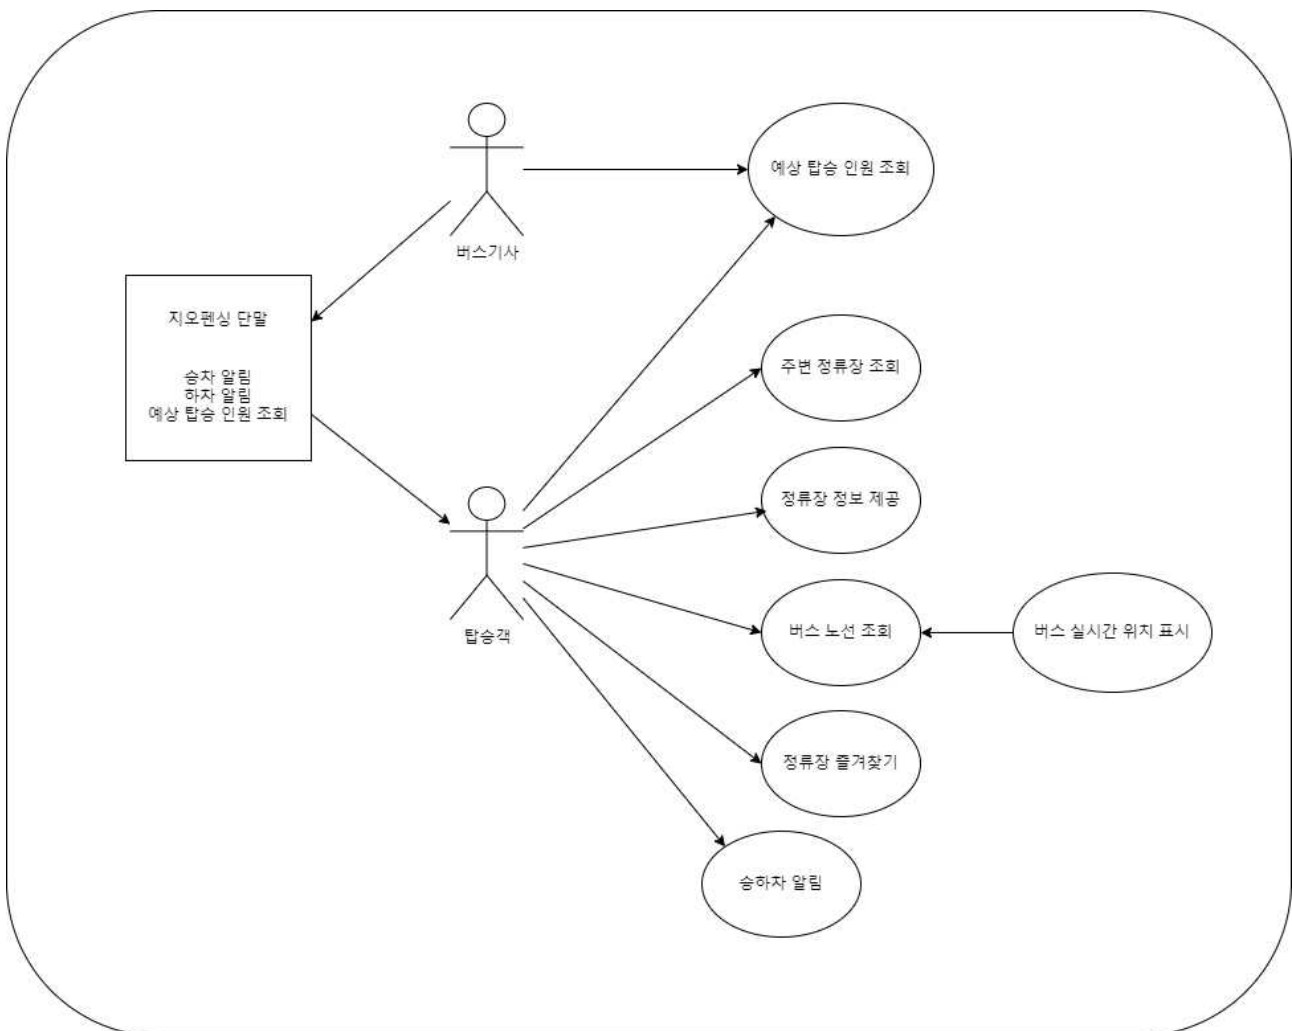 예상 탑승 인원 조회
버스기사
지오펜싱 단말
승차 알림
하차 알림
예상 탑승 인원 조회
주변 정류장 조회
정류장 정보 제공
탑승객
버스 노선 조회
버스 실시간 위치 표시
정류장 즐겨찾기
승하차 알림